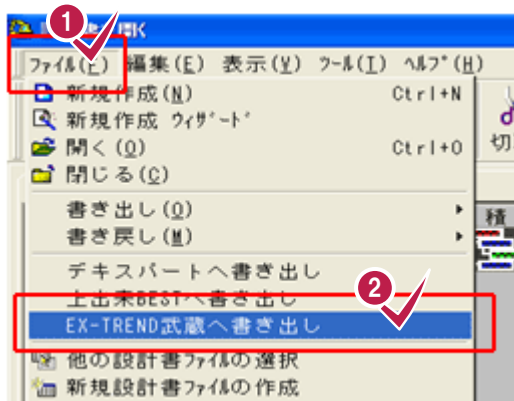 1
書を開く
ファイル(F) 編集(E) 表示(V) ツール(T) ヘルプ(H)
新規作成(N) Ctrl+N
新規作成 ウィザード
開く(O) Ctrl+O
切
閉じる(C)
書き出し(O)
積
書き戻し(M)
デキスパートへ書き出し
上出来BESTへ書き出し
2
EX-TREND武蔵へ書き出し
他の設計書ファイルの選択
新規設計書ファイルの作成